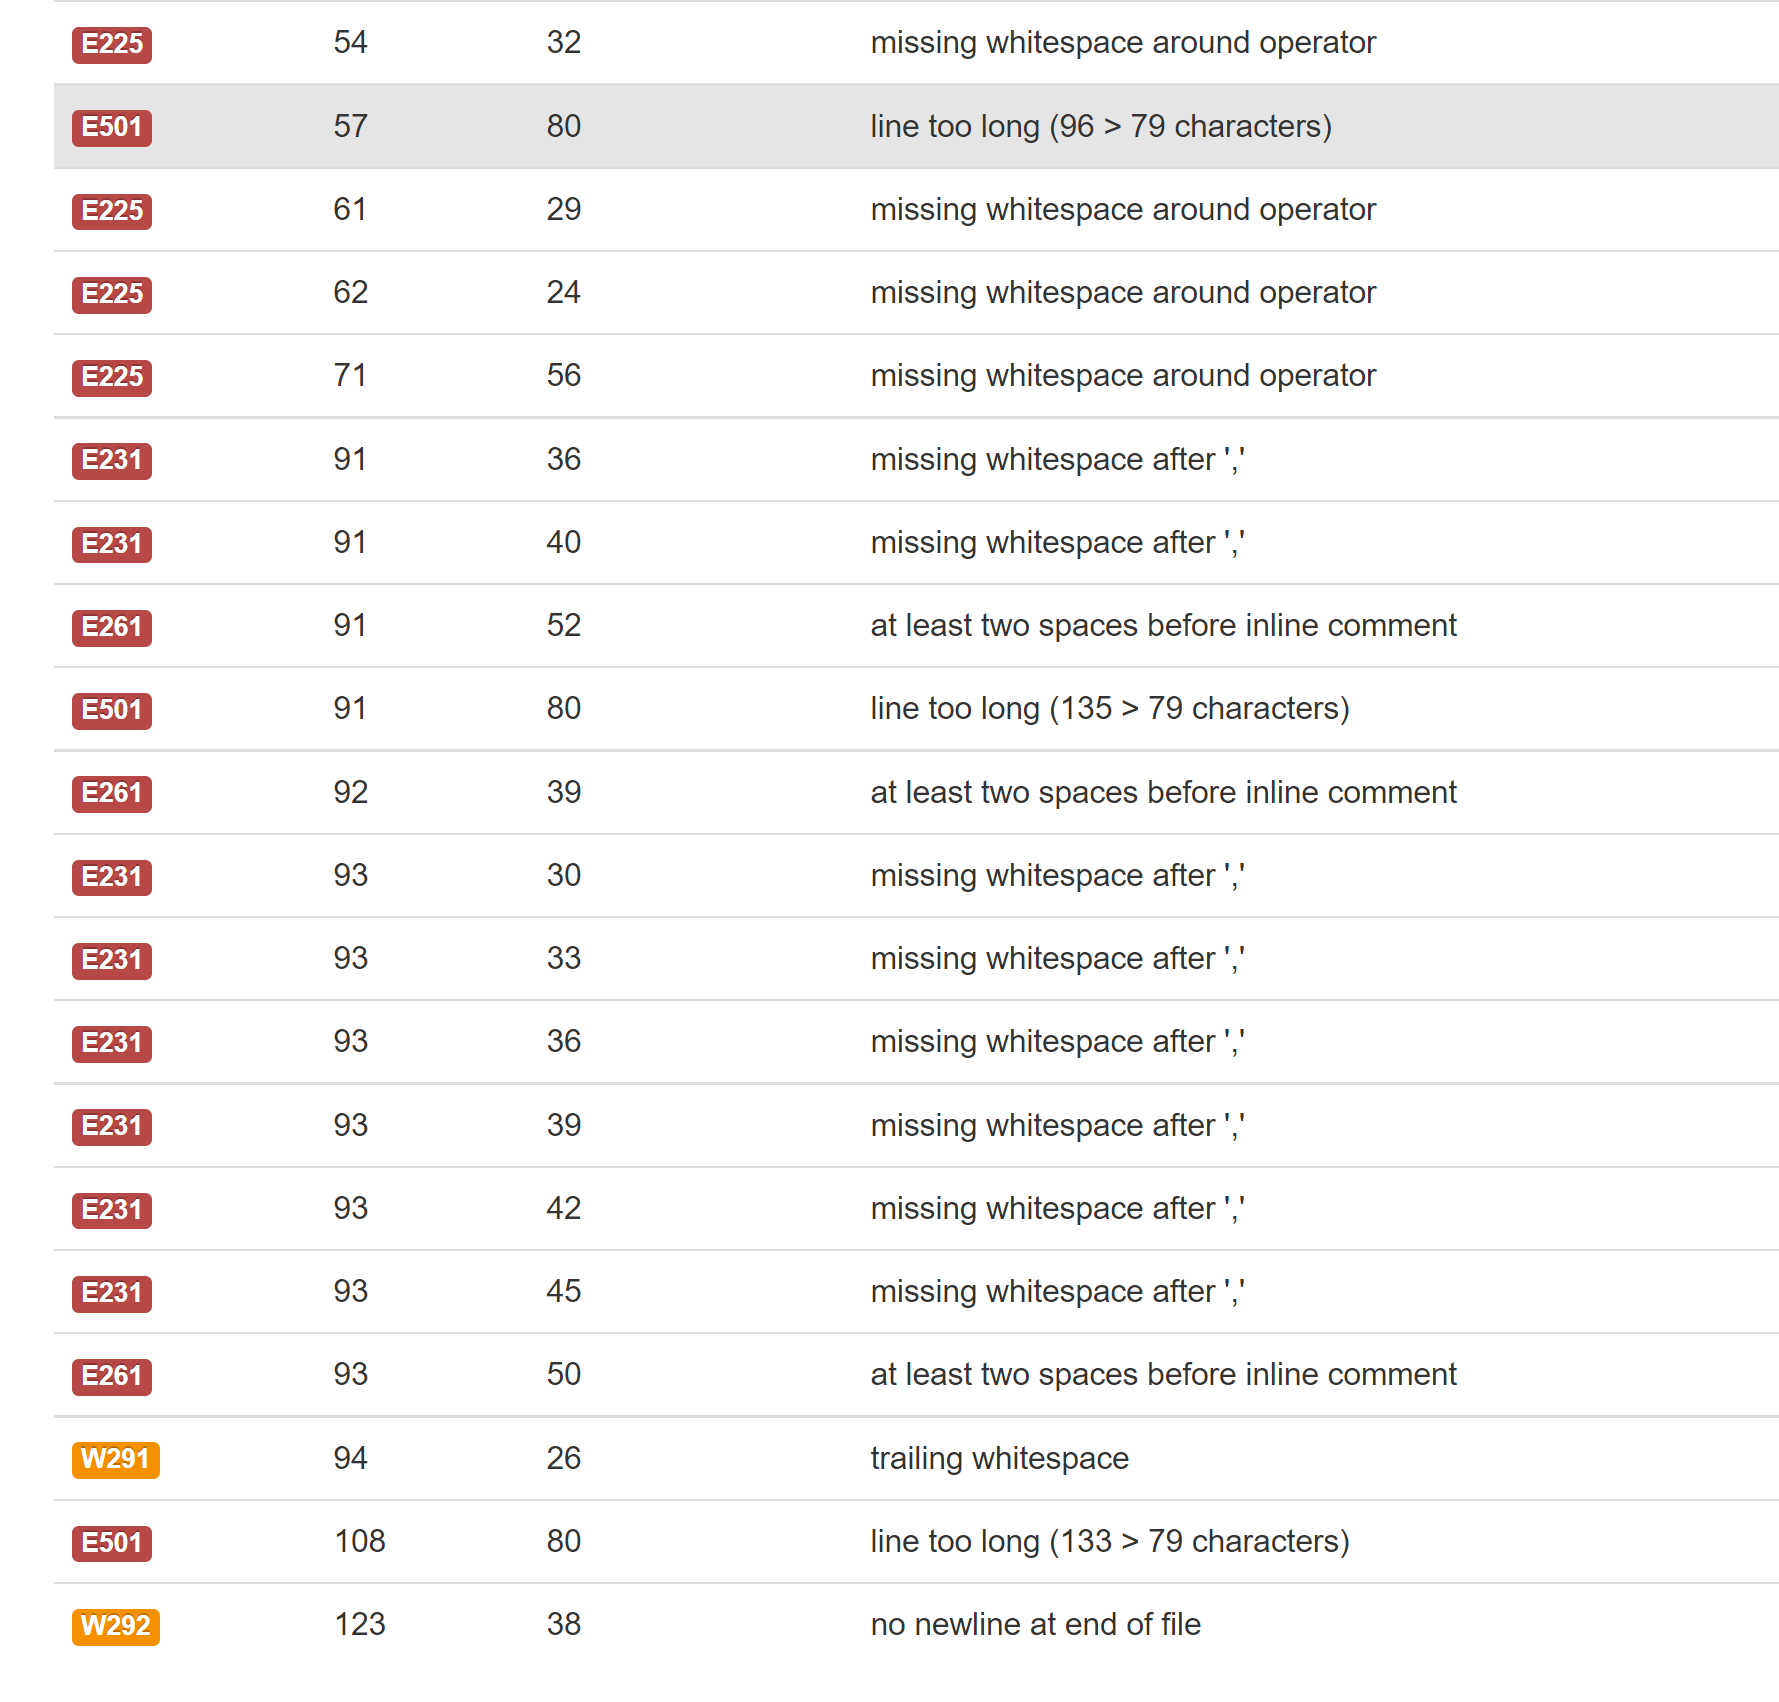 E225 54 32 missing whitespace around operator
E501 57 80 line too long (96 > 79 characters)
E225 61 29 missing whitespace around operator
E225 62 24 missing whitespace around operator
E225 71 56 missing whitespace around operator
E231 91 36 missing whitespace after ','
E231 91 40 missing whitespace after ','
E261 91 52 at least two spaces before inline comment
E501 91 80 line too long (135 > 79 characters)
E261 92 39 at least two spaces before inline comment
E231 93 30 missing whitespace after ','
E231 93 33 missing whitespace after ','
E231 93 36 missing whitespace after ','
E231 93 39 missing whitespace after ','
E231 93 42 missing whitespace after ','
E231 93 45 missing whitespace after ','
E261 93 50 at least two spaces before inline comment
W291 94 26 trailing whitespace
E501 108 80 line too long (133 > 79 characters)
W292 123 38 no newline at end of file